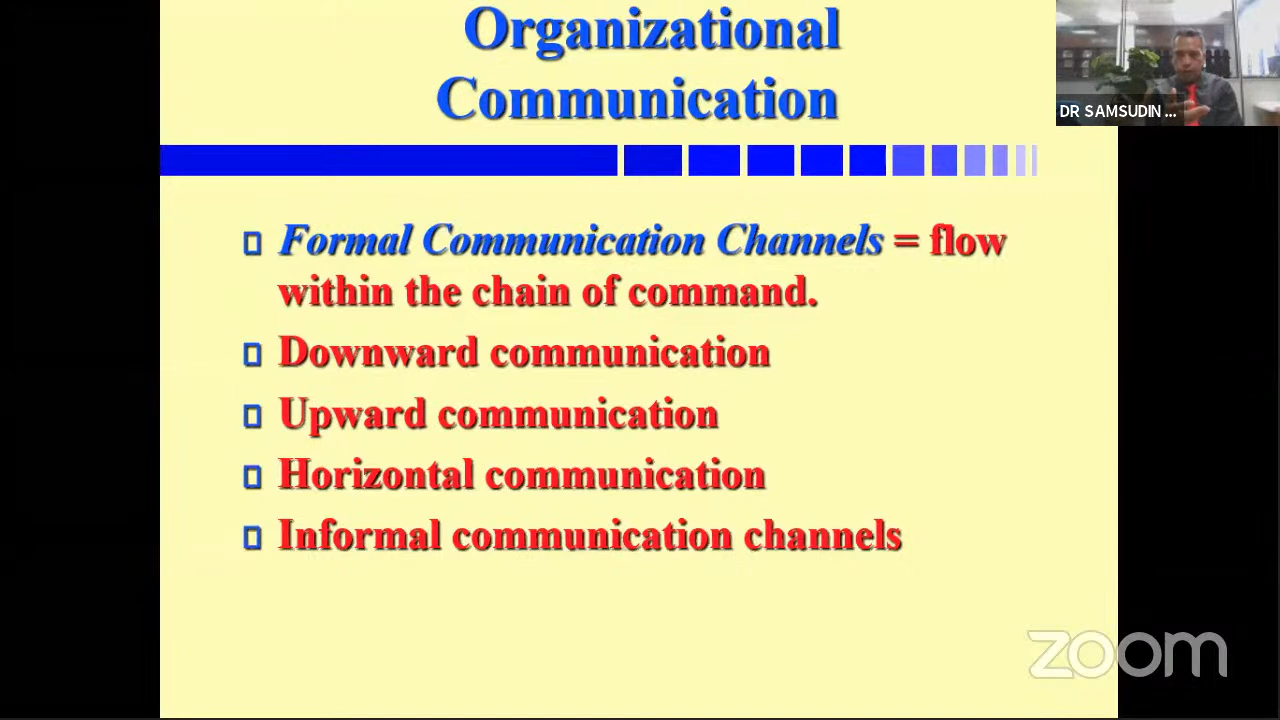 Organizational
Communication
DR SAMSUDIN ...
Formal Communication Channels = flow
within the chain of command.
Downward communication
Upward communication
Horizontal communication
Informal communication channels
zoom